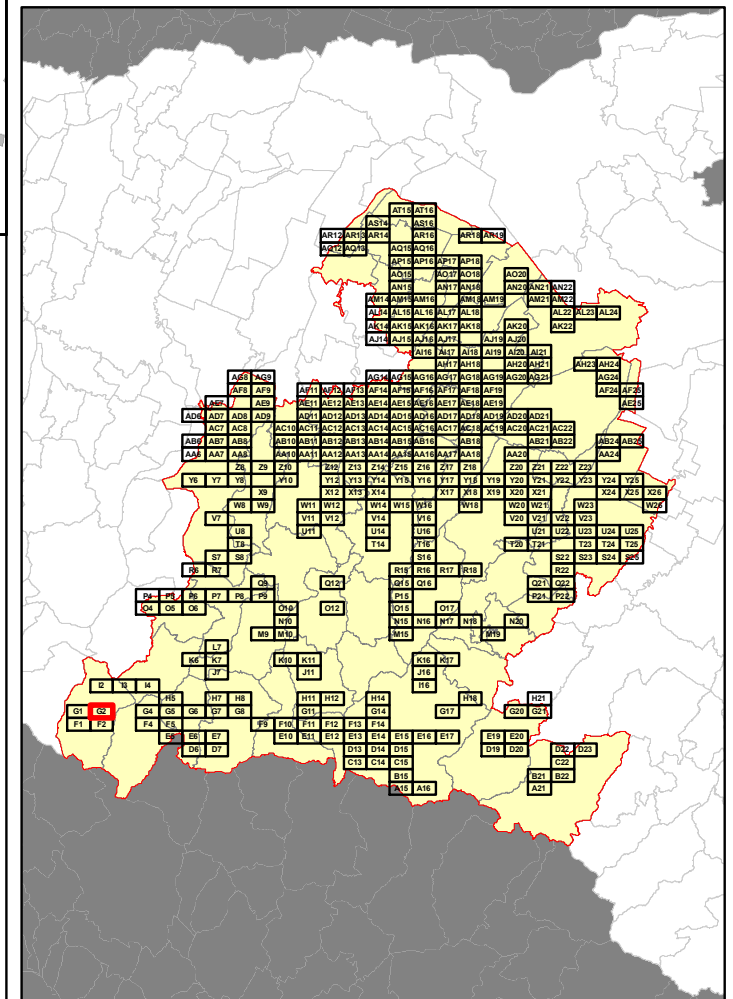 AT15 AT16
AS14 AS16
AR12 AR13 AR14 AR16 AR18 AR19
AQ12 AQ13 AQ15 AQ16
AP15 AP16 AP17 AP18
AO15 AO17 AO18 AO20
AN15 AN17 AN18 AN20 AN21 AN22
AM14 AM15 AM16 AM18 AM19 AM21 AM22
AL14 AL15 AL16 AL17 AL18 AL22 AL23 AL24
AK14 AK15 AK16 AK17 AK18 AK20 AK22
AJ14 AJ15 AJ16 AJ17 AJ19 AJ20
AI16 AI17 AI18 AI19 AI20 AI21
AH17 AH18 AH20 AH21 AH23 AH24
AG8 AG9 AG14 AG15 AG16 AG17 AG18 AG19 AG20 AG21 AG24
AF8 AF9 AF11 AF12 AF13 AF14 AF15 AF16 AF17 AF18 AF19 AF24 AF25
AE7 AE9 AE11 AE12 AE13 AE14 AE15 AE16 AE17 AE18 AE19 AE25
AD6 AD7 AD8 AD9 AD11 AD12 AD13 AD14 AD15 AD16 AD17 AD18 AD19 AD20 AD21
AC7 AC8 AC10 AC11 AC12 AC13 AC14 AC15 AC16 AC17 AC18 AC19 AC20 AC21 AC22
AB6 AB7 AB8 AB10 AB11 AB12 AB13 AB14 AB15 AB16 AB18 AB21 AB22 AB24 AB25
AA6 AA7 AA8 AA10 AA11 AA12 AA13 AA14 AA15 AA16 AA17 AA18 AA20 AA24
Z8 Z9 Z10 Z12 Z13 Z14 Z15 Z16 Z17 Z18 Z20 Z21 Z22 Z23
Y6 Y7 Y8 Y10 Y12 Y13 Y14 Y15 Y16 Y17 Y18 Y19 Y20 Y21 Y22 Y23 Y24 Y25
X9 X12 X13 X14 X17 X18 X19 X20 X21 X24 X25 X26
W8 W9 W11 W12 W14 W15 W16 W18 W20 W21 W23 W26
V7 V11 V12 V14 V16 V20 V21 V22 V23
U8 U11 U14 U16 U21 U22 U23 U24 U25
T8 T14 T16 T20 T21 T23 T24 T25
S7 S8 S16 S22 S23 S24 S25
R6 R7 R15 R16 R17 R18 R22
Q9 Q12 Q15 Q16 Q21 Q22
P4 P5 P6 P7 P8 P9 P15 P21 P22
O4 O5 O6 O10 O12 O15 O17
N10 N15 N16 N17 N18 N20
M9 M10 M15 M19
L7
K6 K7 K10 K11 K16 K17
J7 J11 J16
I2 I3 I4 I16
H5 H7 H8 H11 H12 H14 H18 H21
G1 G2 G4 G5 G6 G7 G8 G11 G14 G17 G20 G21
F1 F2 F4 F5 F9 F10 F11 F12 F13 F14
E5 E6 E7 E10 E11 E12 E13 E14 E15 E16 E17 E19 E20
D6 D7 D13 D14 D15 D19 D20 D22 D23
C13 C14 C15 C22
B15 B21 B22
A15 A16 A21